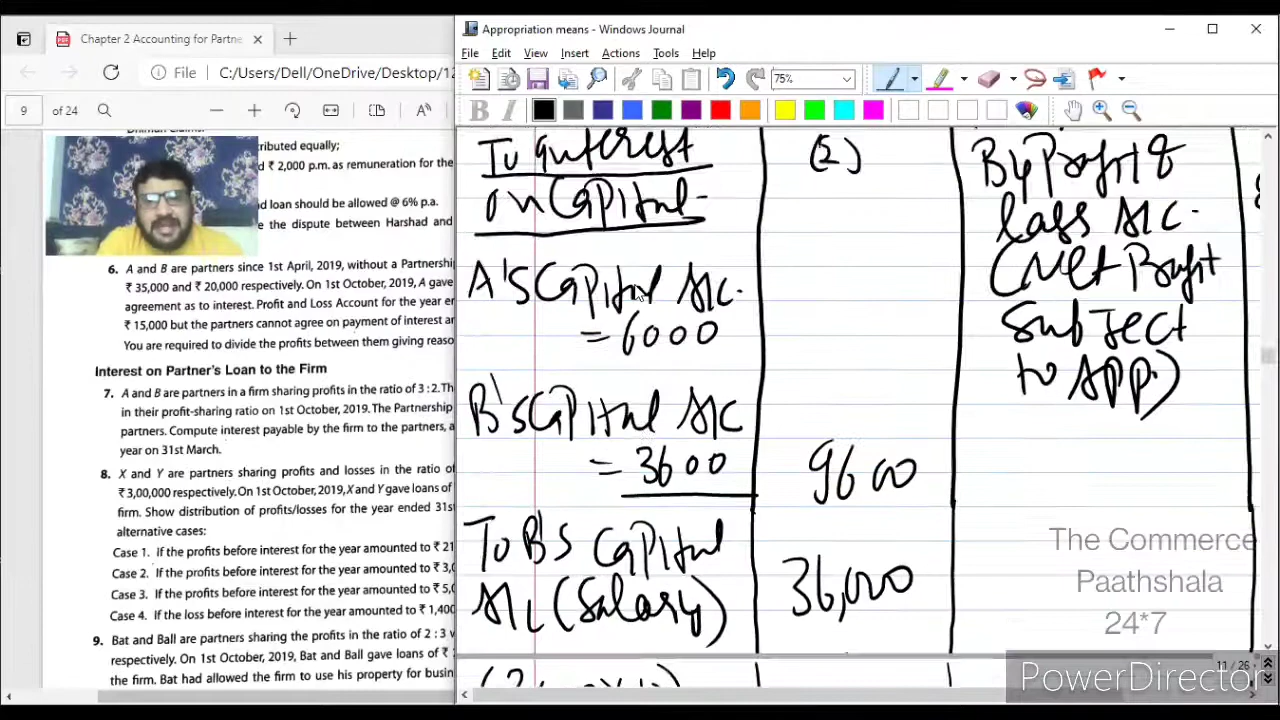 Chapter 2 Accounting for Partne
File
C:/Users/Dell/OneDrive/Desktop/12
9
of 24
Appropriation means - Windows Journal
File Edit View Insert Actions Tools Help
75%
tributed equally;
d ₹ 2,000 p.m. as remuneration for the
d loan should be allowed @ 6% p.a.
e the dispute between Harshad and
6. A and B are partners since 1st April, 2019, without a Partnership
₹ 35,000 and ₹ 20,000 respectively. On 1st October, 2019, A gave
agreement as to interest. Profit and Loss Account for the year e
₹ 15,000 but the partners cannot agree on payment of interest ar
You are required to divide the profits between them giving reaso
Interest on Partner's Loan to the Firm
7. A and B are partners in a firm sharing profits in the ratio of 3 : 2. Th
in their profit-sharing ratio on 1st October, 2019. The Partnership
partners. Compute interest payable by the firm to the partners, a
year on 31st March.
8. X and Y are partners sharing profits and losses in the ratio of
₹ 3,00,000 respectively. On 1st October, 2019, X and Y gave loans of
firm. Show distribution of profits/losses for the year ended 31st
alternative cases:
Case 1. If the profits before interest for the year amounted to ₹ 21
Case 2. If the profits before interest for the year amounted to ₹ 3,0
Case 3. If the profits before interest for the year amounted to ₹ 5,0
Case 4. If the loss before interest for the year amounted to ₹ 1,400
9. Bat and Ball are partners sharing the profits in the ratio of 2 : 3 v
respectively. On 1st October, 2019, Bat and Ball gave loans of ₹
the firm. Bat had allowed the firm to use his property for busin
To Interest
on Capital-
A's Capital A/c.
= 6000
B's Capital A/c
= 3600
To B's Capital
A/c (Salary)
(₹)
9600
36,000
By Profit &
Loss A/c.
(Net Profit
Subject
to APP.)
The Commerce
Paathshala
24*7
11 / 26
PowerDirector